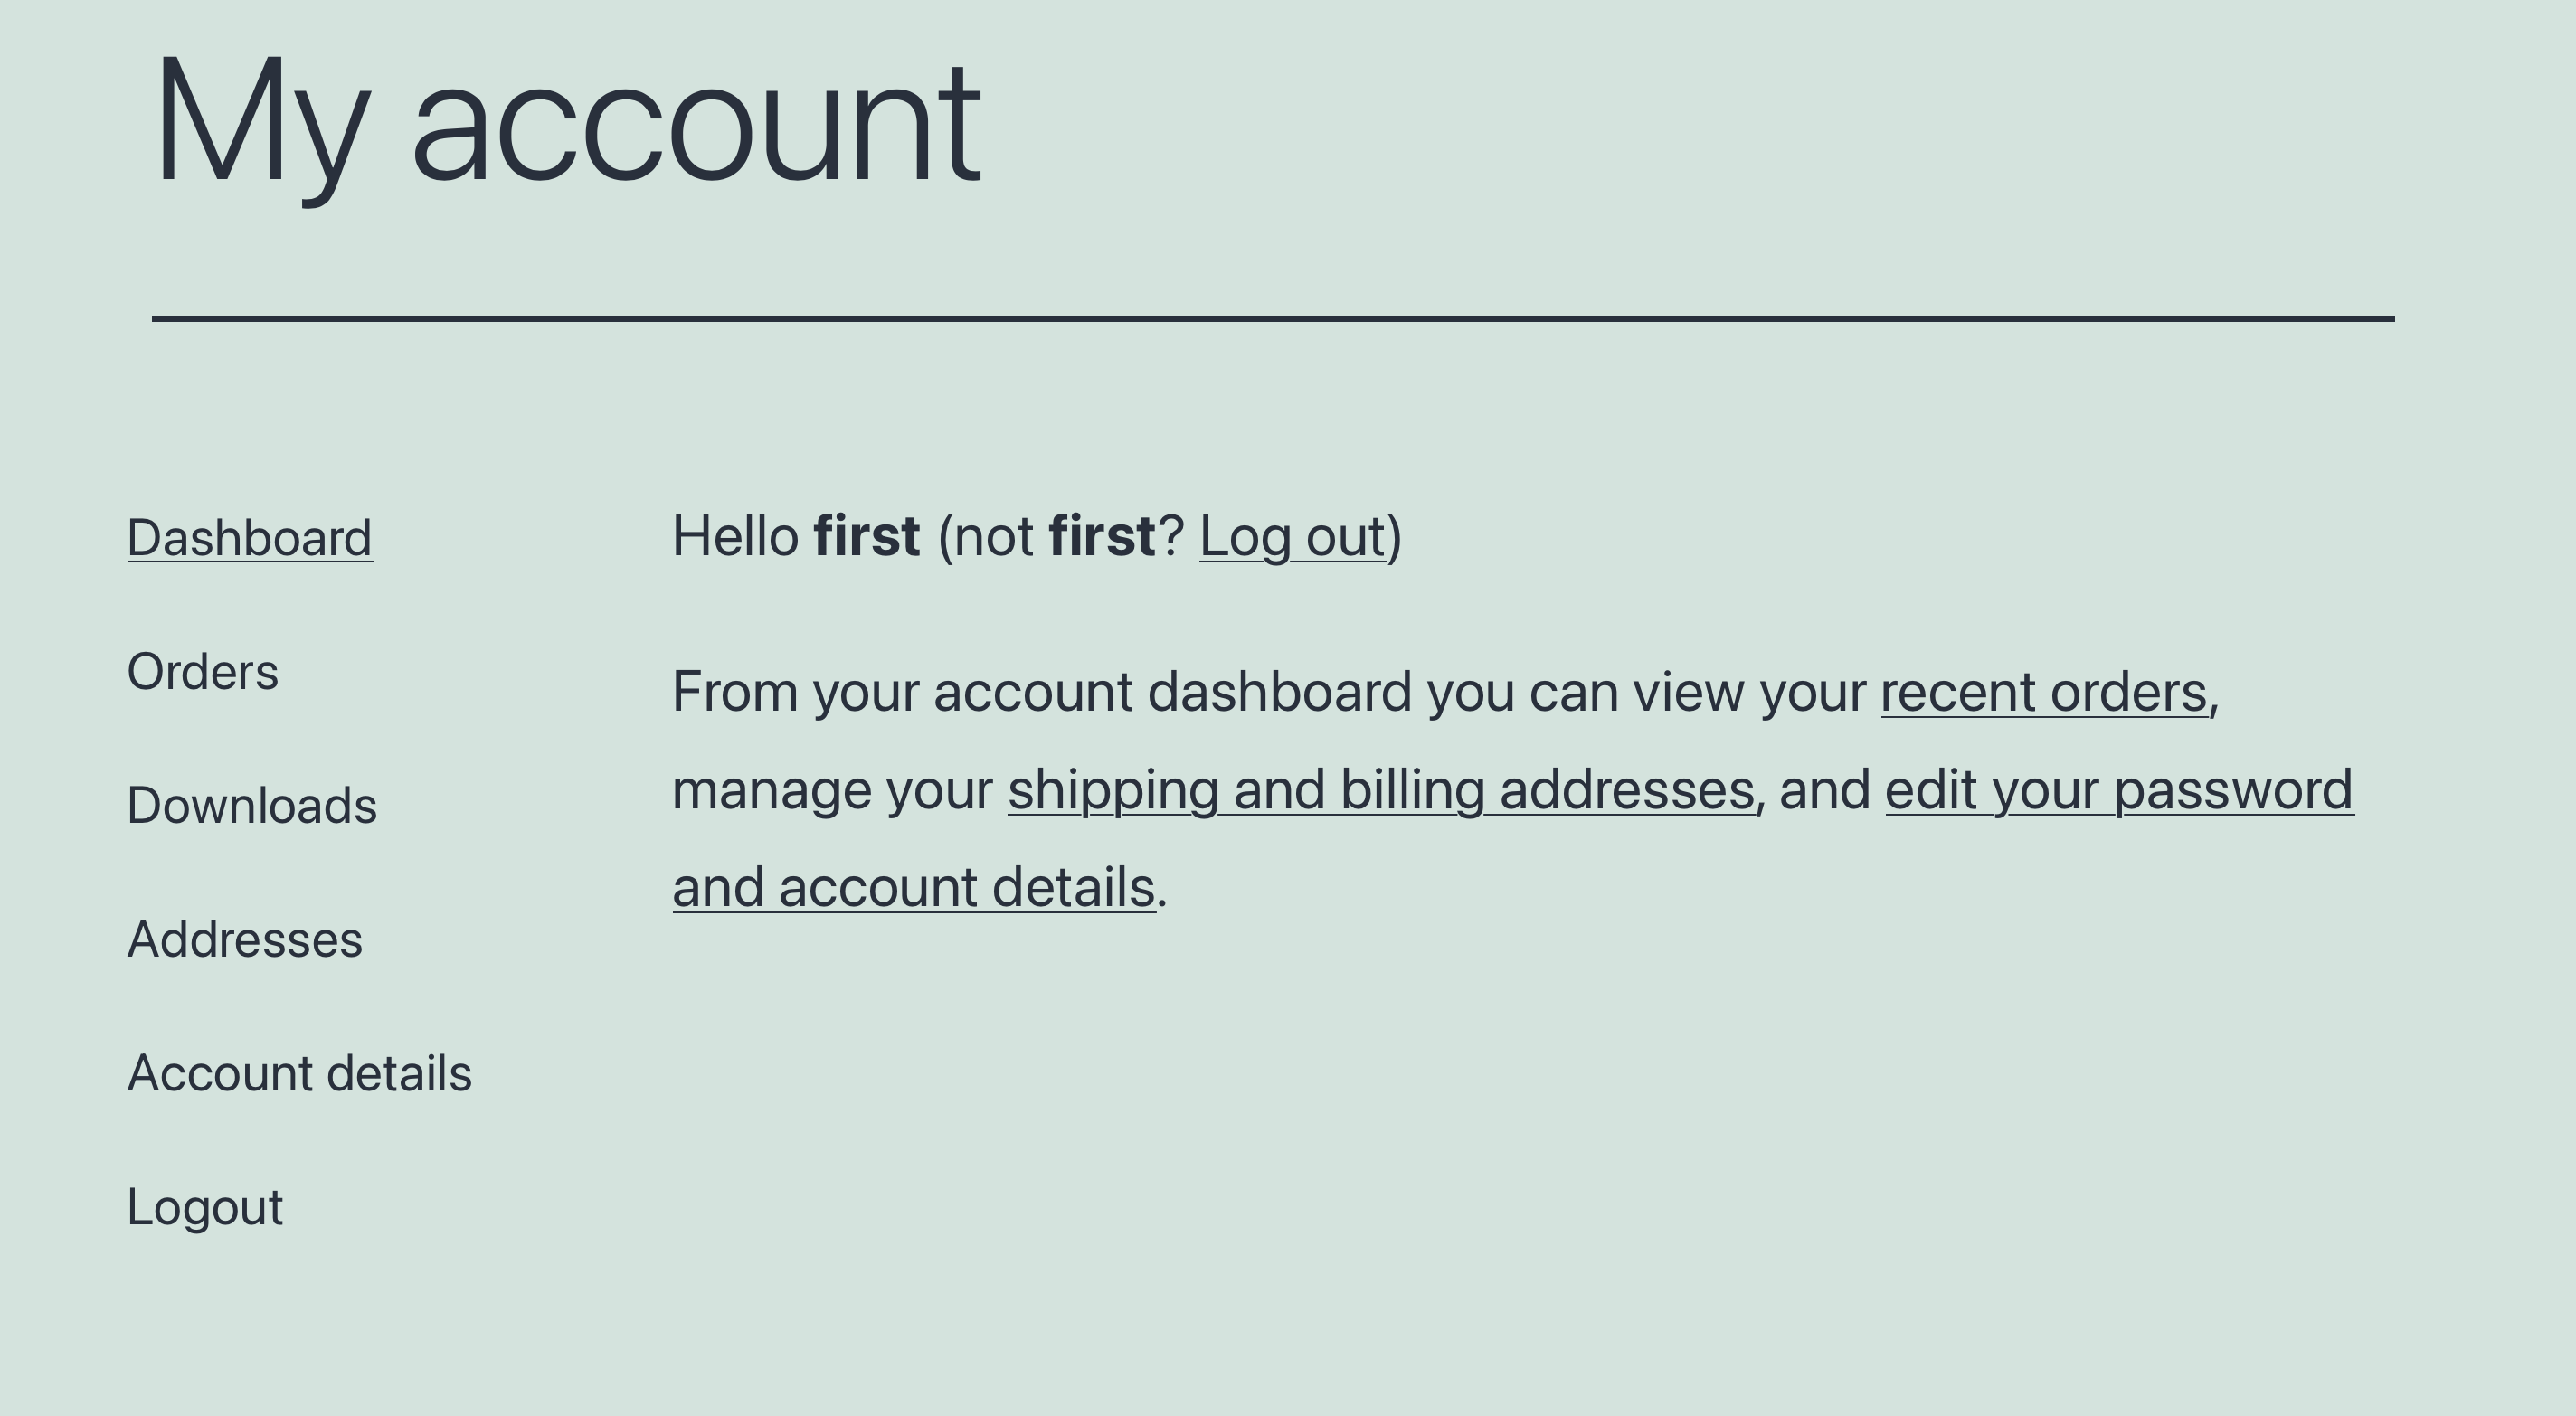 My account
Dashboard
Orders
Downloads
Addresses
Account details
Logout
Hello first (not first? Log out)
From your account dashboard you can view your recent orders,
manage your shipping and billing addresses, and edit your password
and account details.